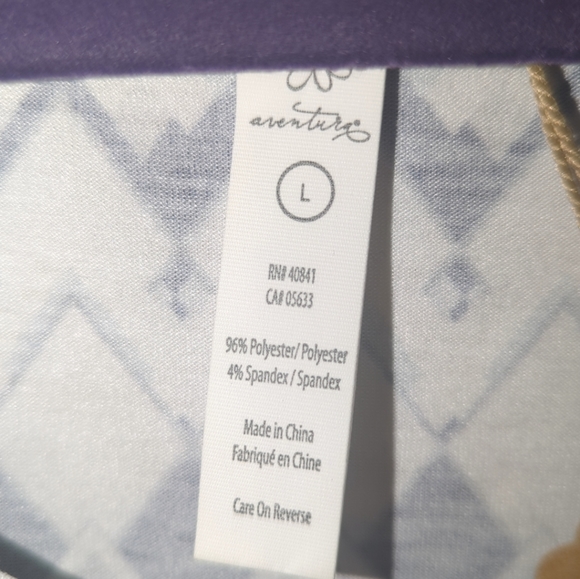 aventura
L
RN# 40841
CA# 05633
96% Polyester/ Polyester
4% Spandex / Spandex
Made in China
Fabriqué en Chine
Care On Reverse